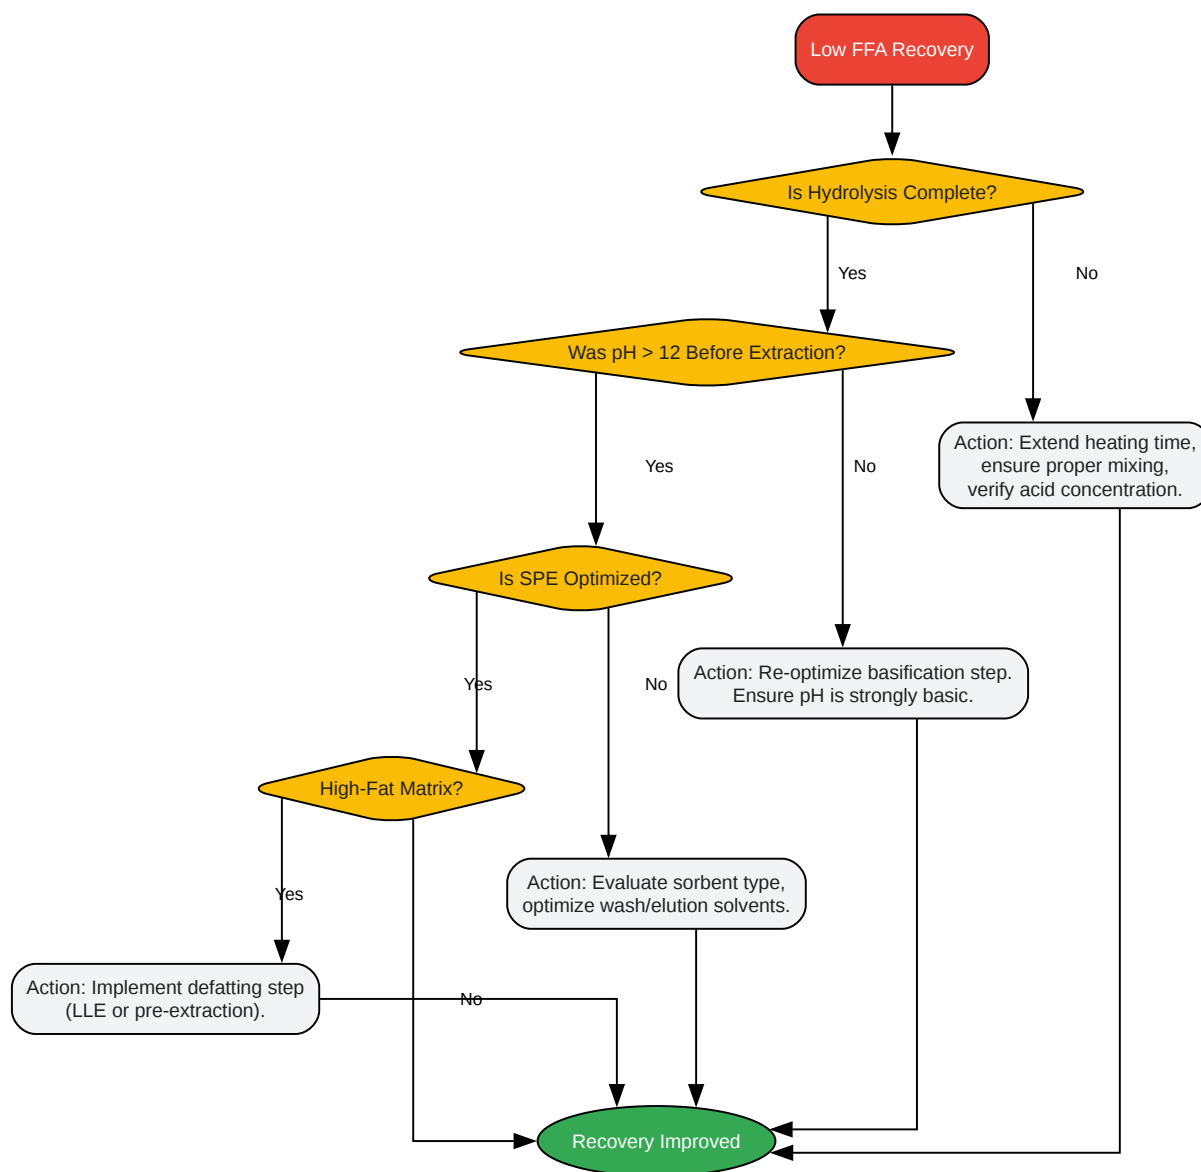 Low FFA Recovery
Is Hydrolysis Complete?
Yes
No
Was pH > 12 Before Extraction?
Action: Extend heating time,
ensure proper mixing,
verify acid concentration.
Yes
No
Is SPE Optimized?
Action: Re-optimize basification step.
Ensure pH is strongly basic.
Yes
No
High-Fat Matrix?
Action: Evaluate sorbent type,
optimize wash/elution solvents.
Yes
Action: Implement defatting step
(LLE or pre-extraction).
No
Recovery Improved